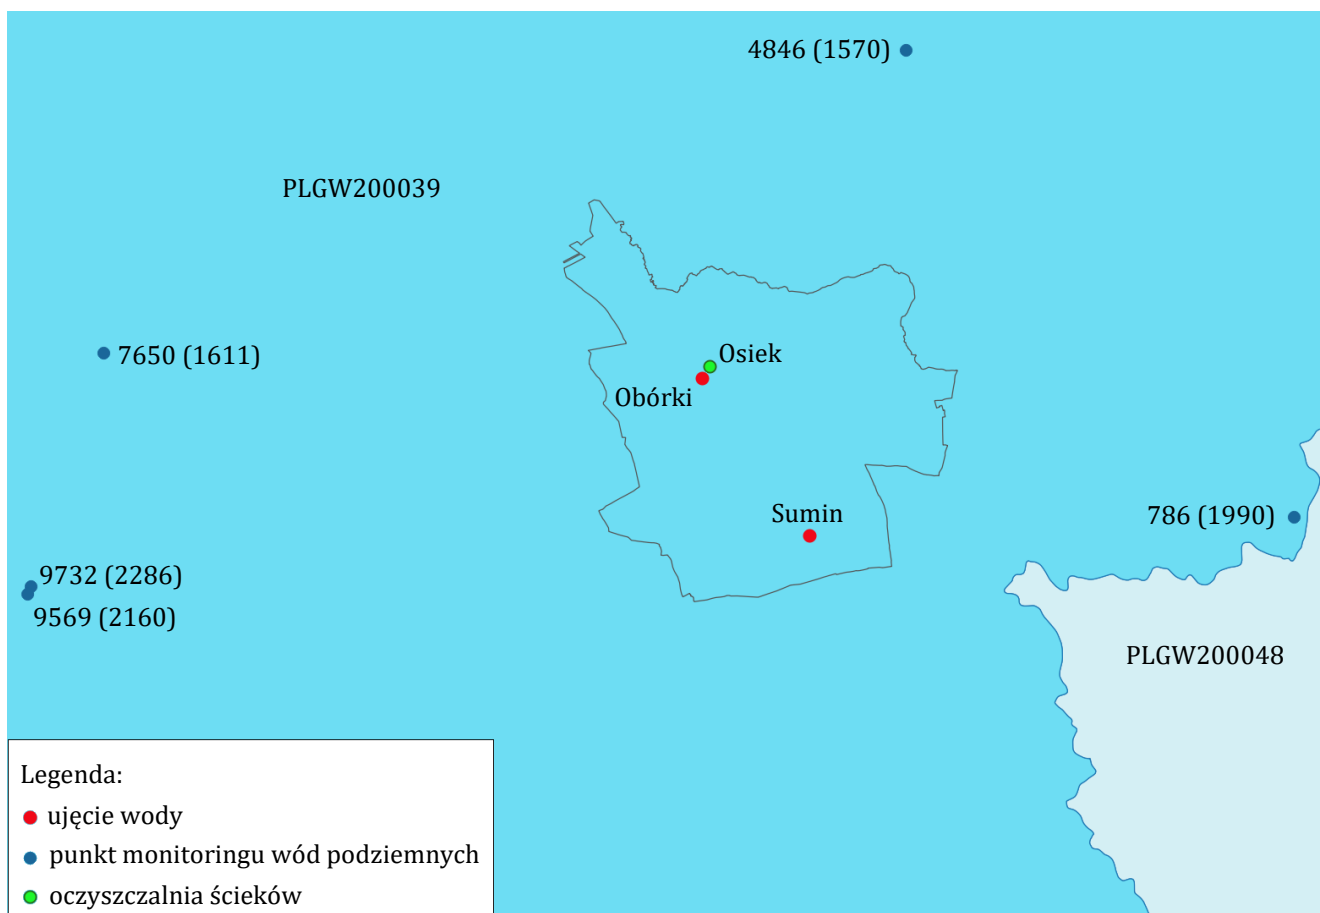 4846 (1570)
PLGW200039
7650 (1611)
Osiek
Obórki
Sumin
786 (1990)
9732 (2286)
9569 (2160)
PLGW200048
Legenda:
ujęcie wody
punkt monitoringu wód podziemnych
oczyszczalnia ścieków